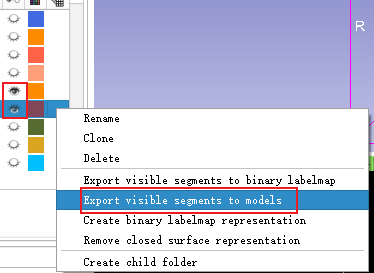 R
Rename
Clone
Delete
Export visible segments to binary labelmap
Export visible segments to models
Create binary labelmap representation
Remove closed surface representation
Create child folder